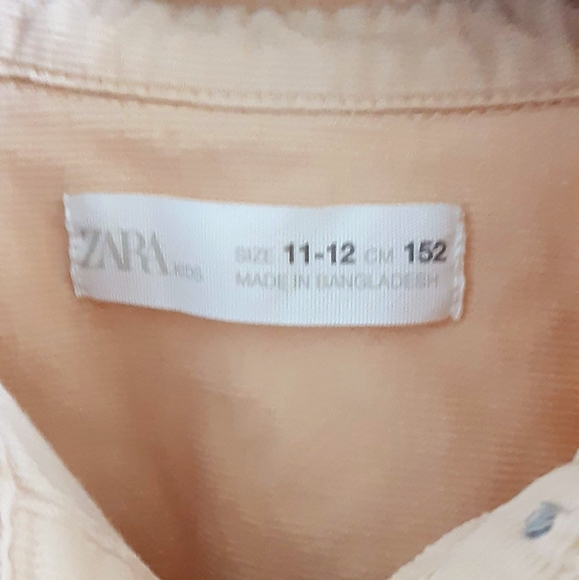 ZARA KIDS
SIZE 11-12 CM 152
MADE IN BANGLADESH